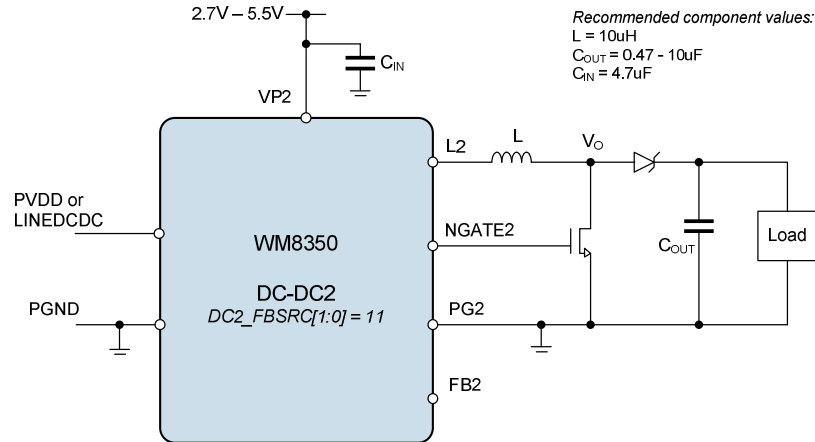 2.7V – 5.5V
Recommended component values:
L = 10uH
COUT = 0.47 - 10uF
CIN = 4.7uF
CIN
VP2
L2
L
VO
PVDD or
LINEDCDC
WM8350
NGATE2
COUT
Load
DC-DC2
DC2_FBSRC[1:0] = 11
PGND
PG2
FB2